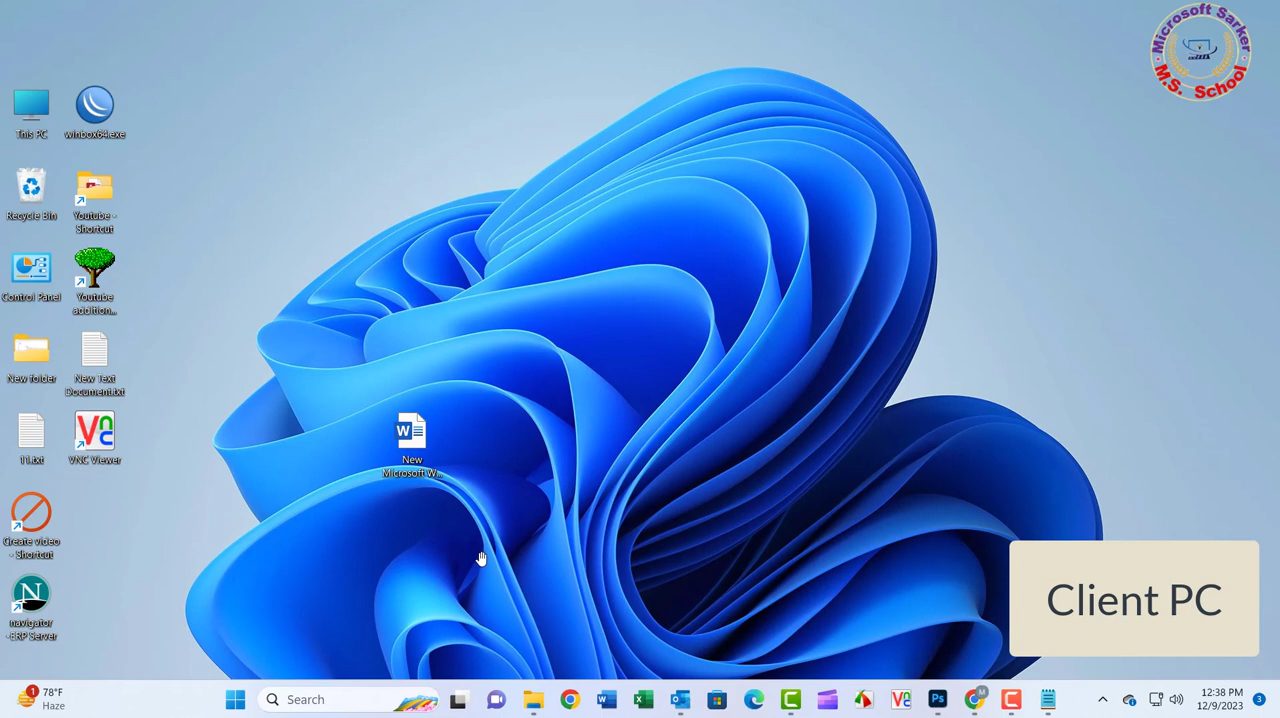 Microsoft Sarker
M.S. School
This PC
winbox64.exe
Recycle Bin
Youtube -
Shortcut
Control Panel
Youtube
addition...
New folder
New Text
Document.txt
11.txt
VNC Viewer
New
Microsoft W...
Create video
- Shortcut
navigator
-ERP Server
Client PC
1
78°F
Haze
Search
M
12:38 PM
12/9/2023
3